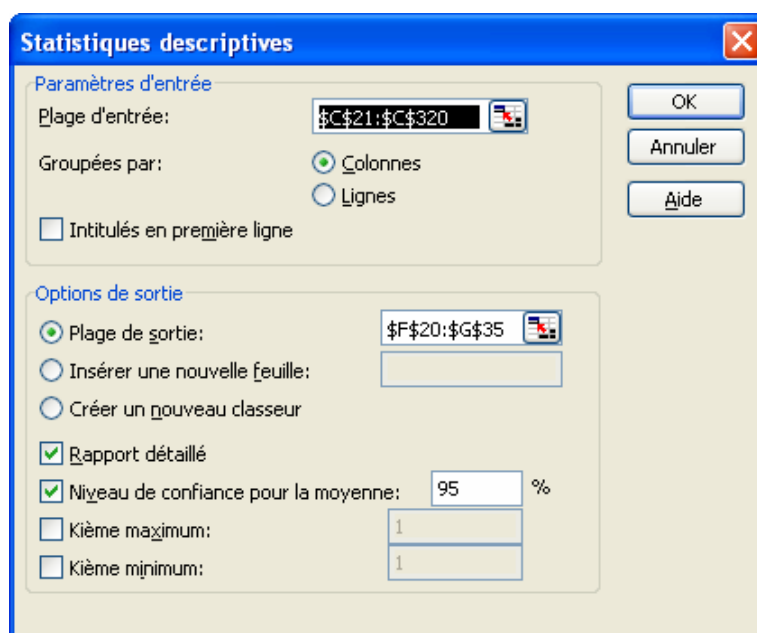 Statistiques descriptives
Paramètres d'entrée
Plage d'entrée: $C$21:$C$320
Groupées par: Colonnes
Lignes
Intitulés en première ligne
OK
Annuler
Aide
Options de sortie
Plage de sortie: $F$20:$G$35
Insérer une nouvelle feuille:
Créer un nouveau classeur
Rapport détaillé
Niveau de confiance pour la moyenne: 95 %
Kième maximum: 1
Kième minimum: 1